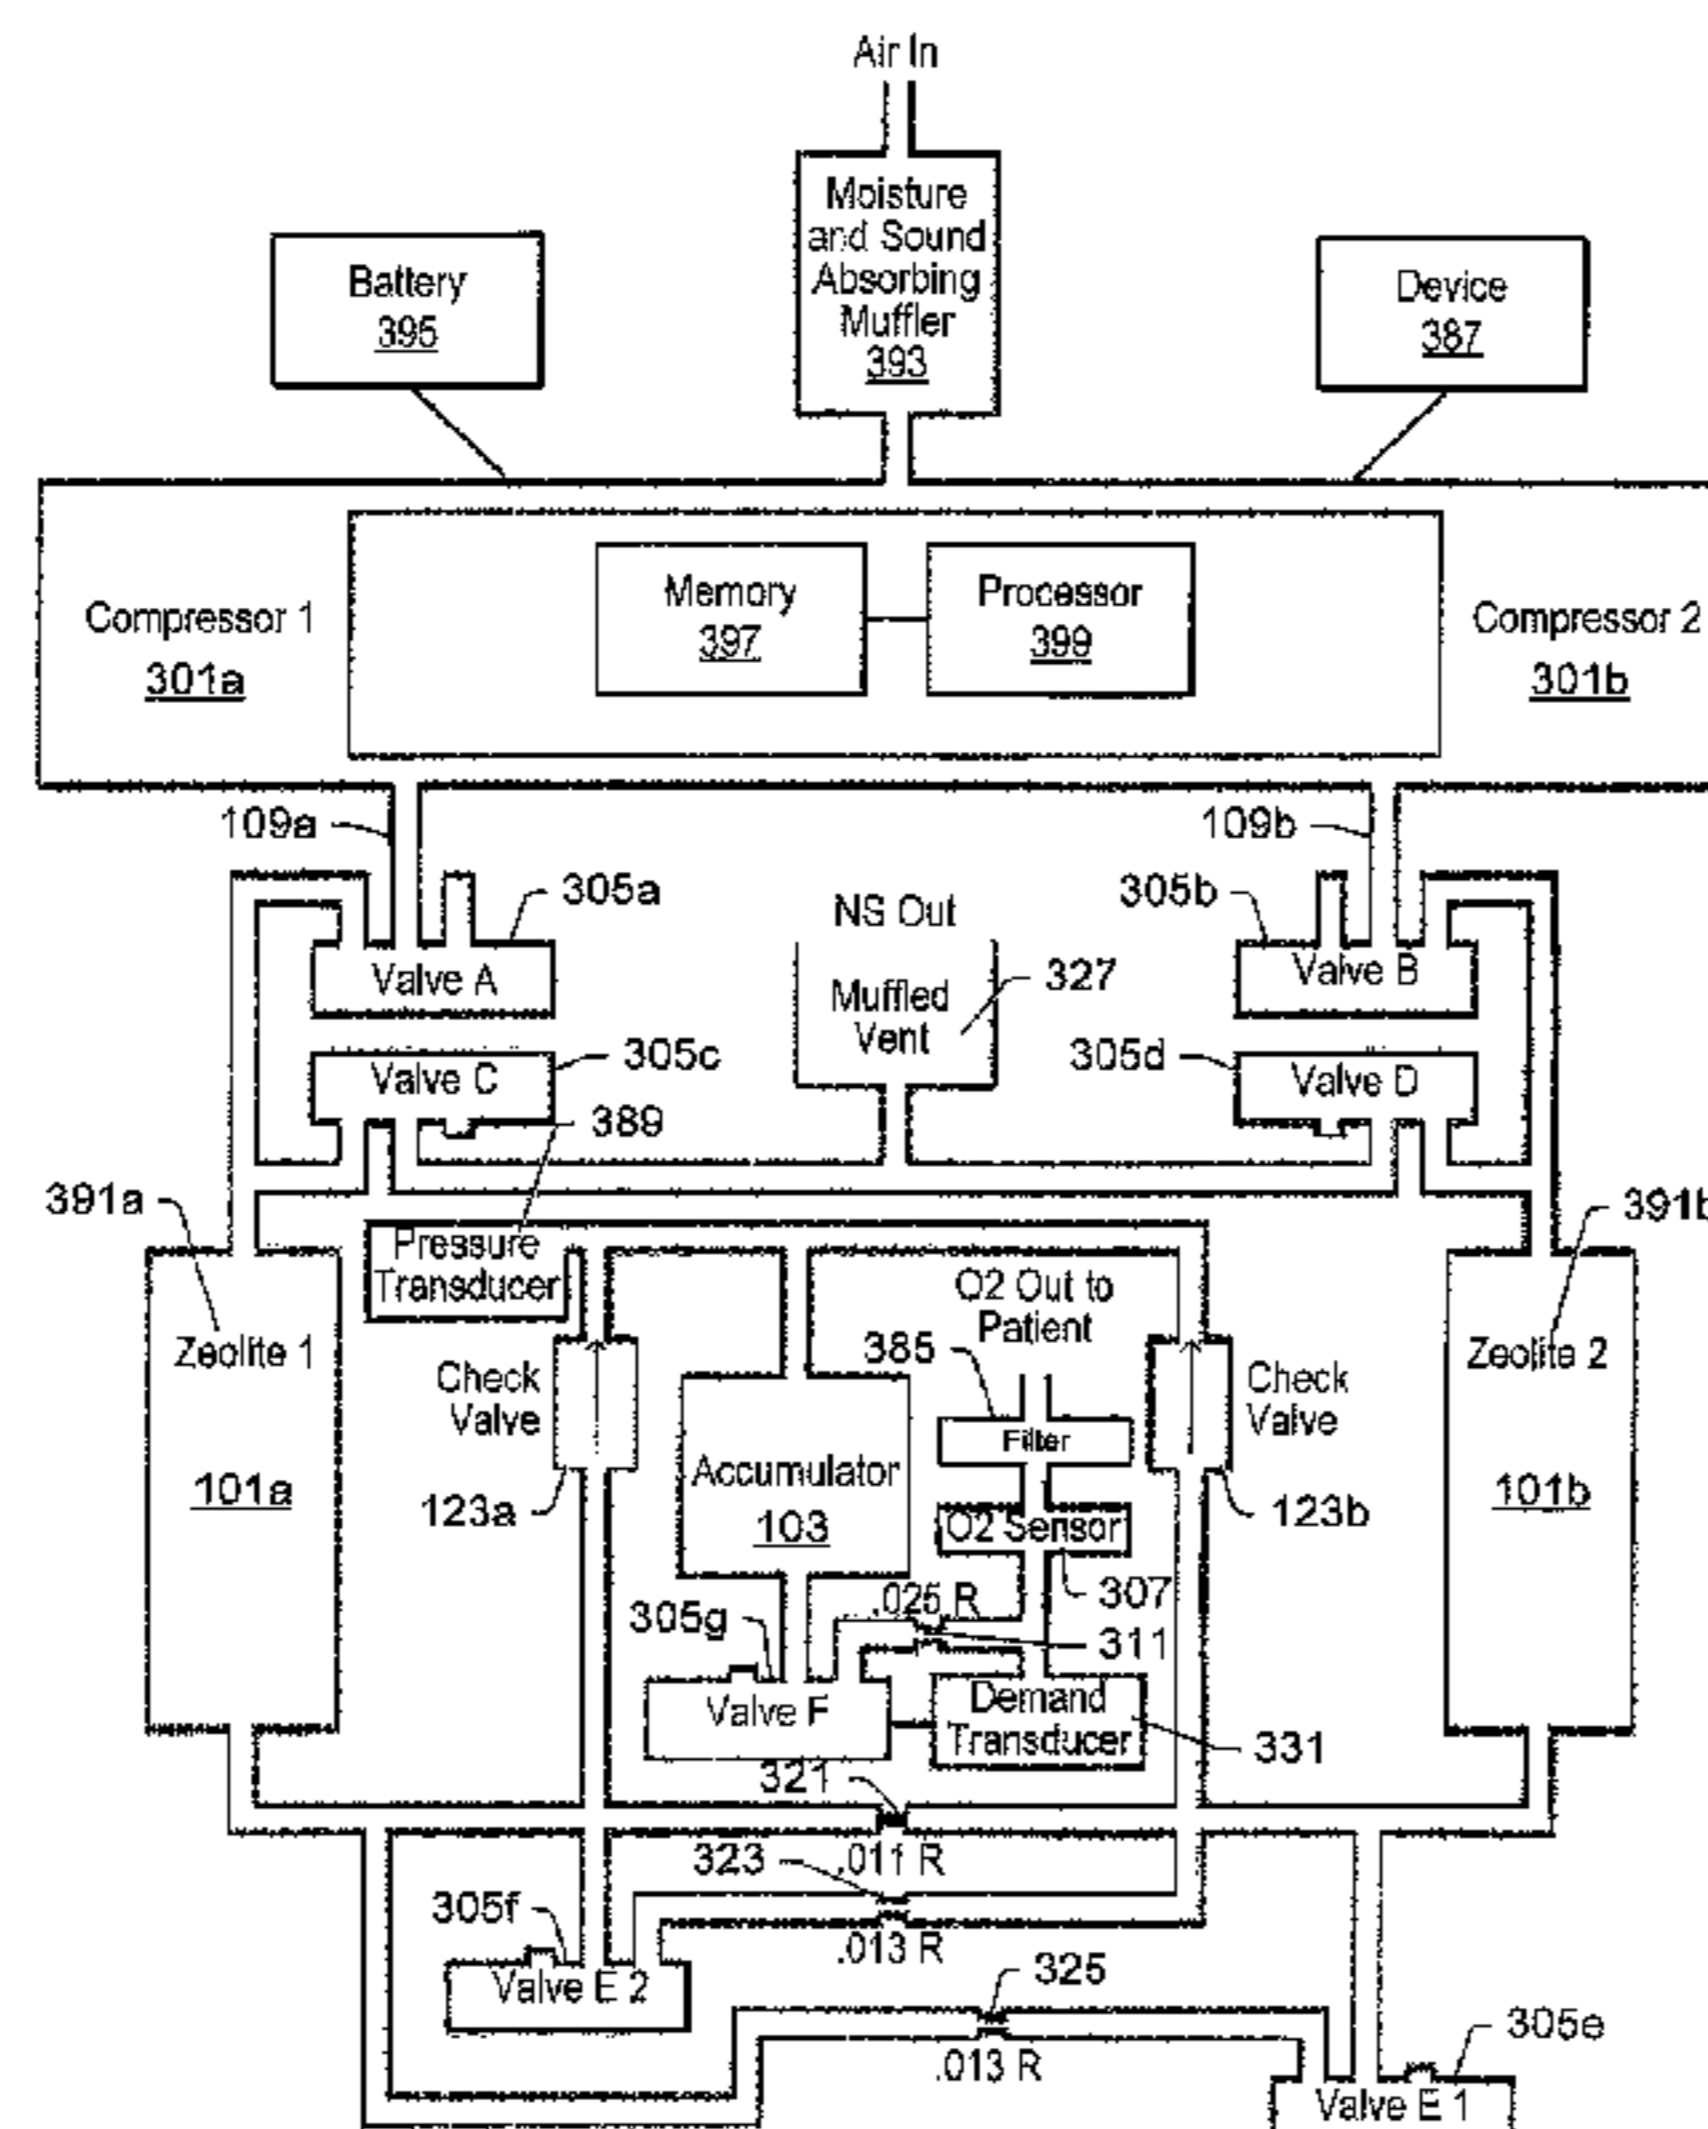 Air In
Moisture
and Sound
Absorbing
Muffler
393
Battery
395
Device
387
Compressor 1
301a
Memory
397
Processor
399
Compressor 2
301b
109a
109b
305a
NS Out
305b
Valve A
Muffled
Vent
327
Valve B
Valve C
305c
305d
Valve D
389
391a
391b
Pressure
Transducer
O2 Out to
Patient
Zeolite 1
385
Zeolite 2
Check
Valve
Check
Valve
Filter
Accumulator
103
101a
101b
123a
O2 Sensor
123b
.025 R
307
305g
311
Valve F
Demand
Transducer
331
321
.011 R
323
305f
.013 R
Valve E 2
325
305e
.013 R
Valve E 1